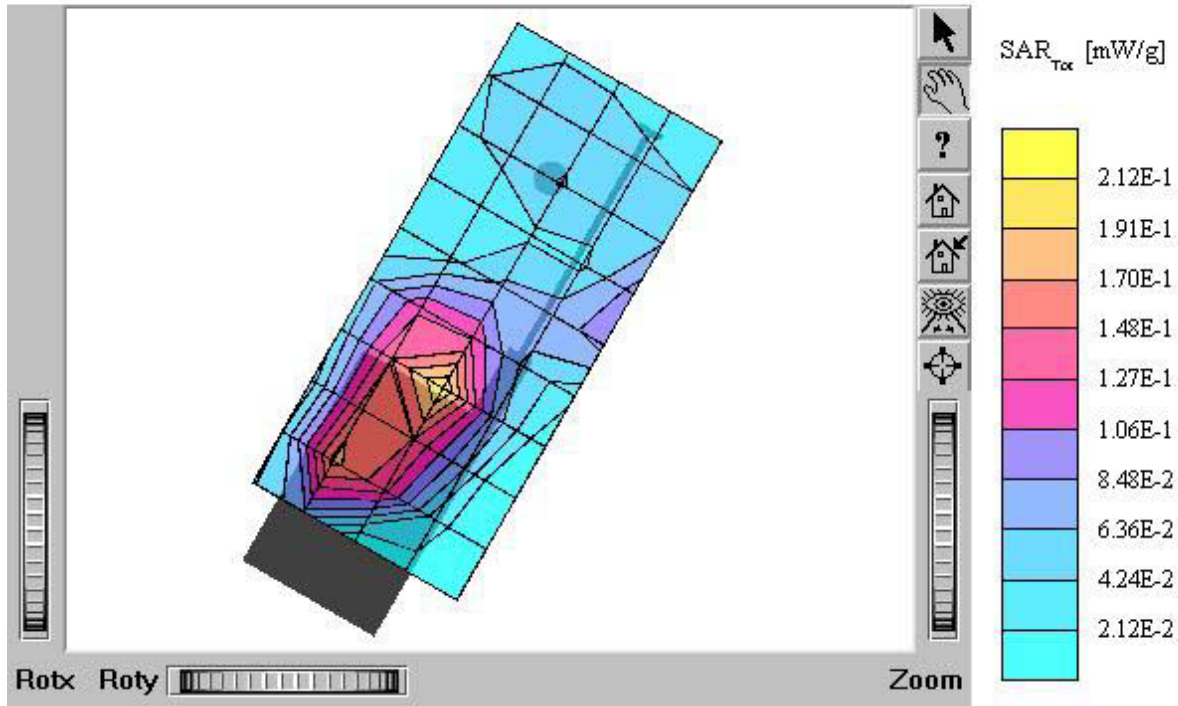 SAR Tot [mW/g]
?
2.12E-1
1.91E-1
1.70E-1
1.48E-1
1.27E-1
1.06E-1
8.48E-2
6.36E-2
4.24E-2
2.12E-2
Rotx Roty Zoom